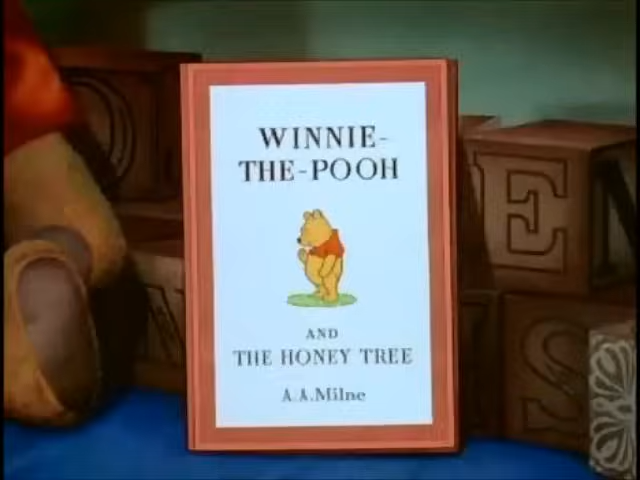 WINNIE-
THE-POOH
AND
THE HONEY TREE
A.A.Milne
E
S